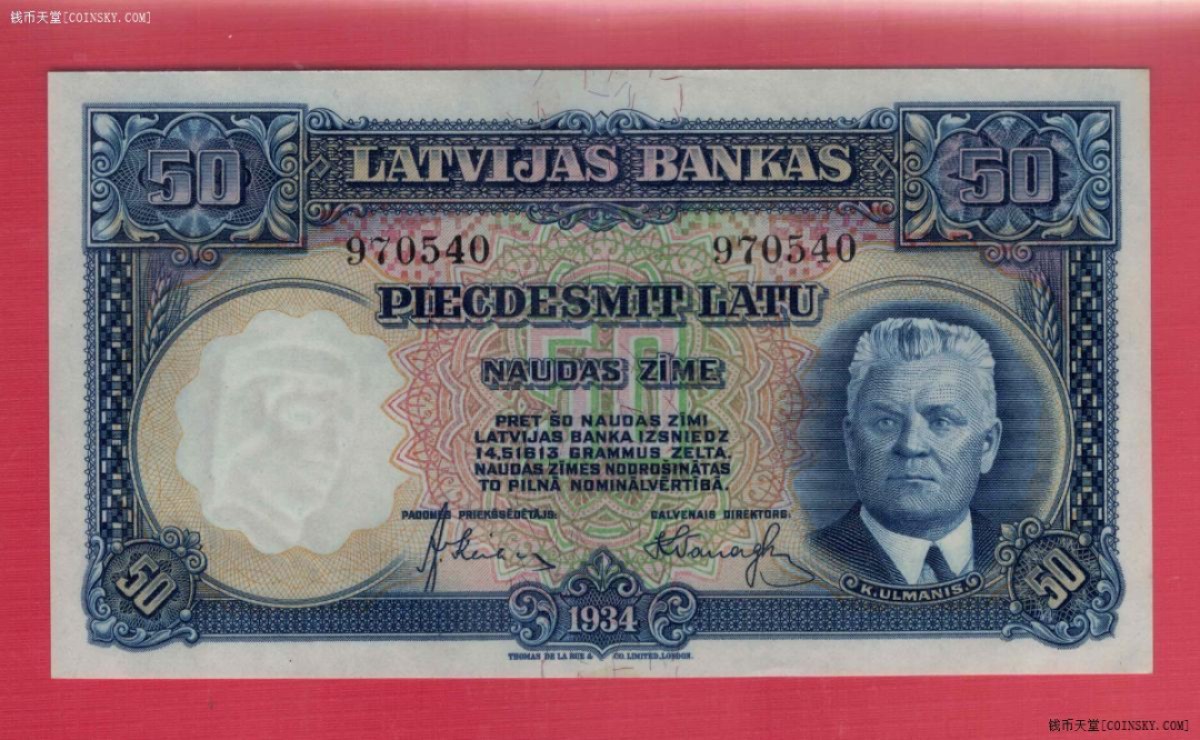 钱币天堂[COINSKY.COM]
50 LATVIJAS BANKAS 50
970540 970540
PIECDESMIT LATU
50
NAUDAS ZĪME
PRET ŠO NAUDAS ZĪMI
LATVIJAS BANKA IZSNIEDZ
14,51613 GRAMMUS ZELTA.
NAUDAS ZĪMES NODROŠINĀTAS
TO PILNĀ NOMINĀLVĒRTĪBĀ.
PADOMES PRIEKŠSĒDĒTĀJS: GALVENAIS DIREKTORS:
K. ULMANIS.
50 1934 50
THOMAS DE LA RUE & CO. LIMITED, LONDON.
钱币天堂[COINSKY.COM]